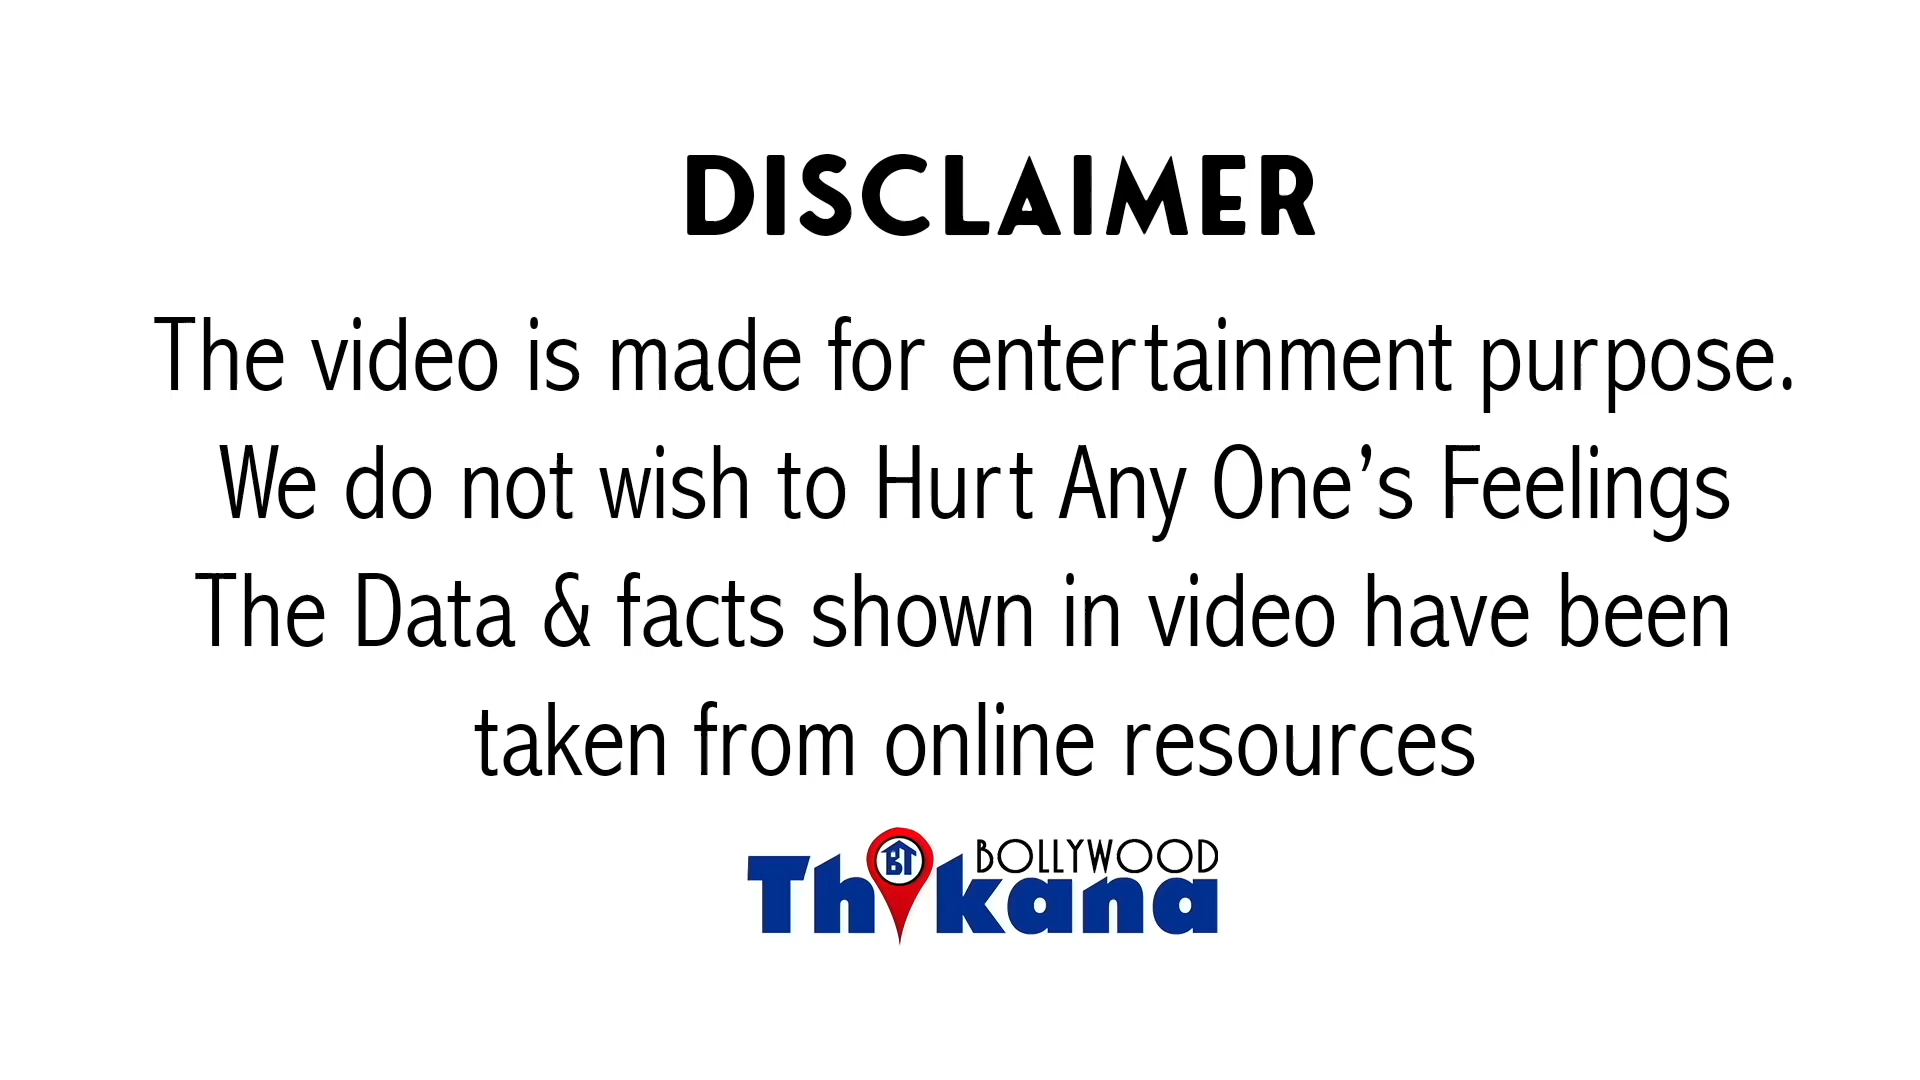 DISCLAIMER
The video is made for entertainment purpose.
We do not wish to Hurt Any One’s Feelings
The Data & facts shown in video have been
taken from online resources
BT
BOLLYWOOD
Thikana